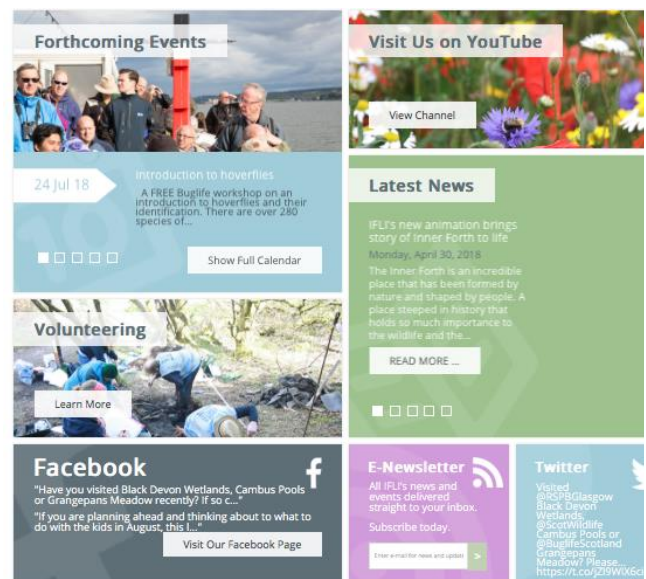 Forthcoming Events
24 Jul 18
Introduction to hoverflies
A FREE Buglife workshop on an
introduction to hoverflies and their
identification. There are over 280
species of...
Show Full Calendar
Visit Us on YouTube
View Channel
Latest News
IFLI's new animation brings
story of Inner Forth to life
Monday, April 30, 2018
The Inner Forth is an incredible
place that has been formed by
nature and shaped by people. A
place steeped in history that
holds so much importance to
the wildlife and the...
READ MORE ...
Volunteering
Learn More
Facebook
"Have you visited Black Devon Wetlands, Cambus Pools
or Grangepans Meadow recently? If so c..."
"If you are planning ahead and thinking about to what to
do with the kids in August, this l..."
Visit Our Facebook Page
E-Newsletter
All IFLI's news and
events delivered
straight to your inbox.
Subscribe today.
Enter e-mail for news and updat
>
Twitter
Visited
@RSPBGlasgow
Black Devon
Wetlands,
@ScotWildlife
Cambus Pools or
@BuglifeScotland
Grangepans
Meadow? Please...